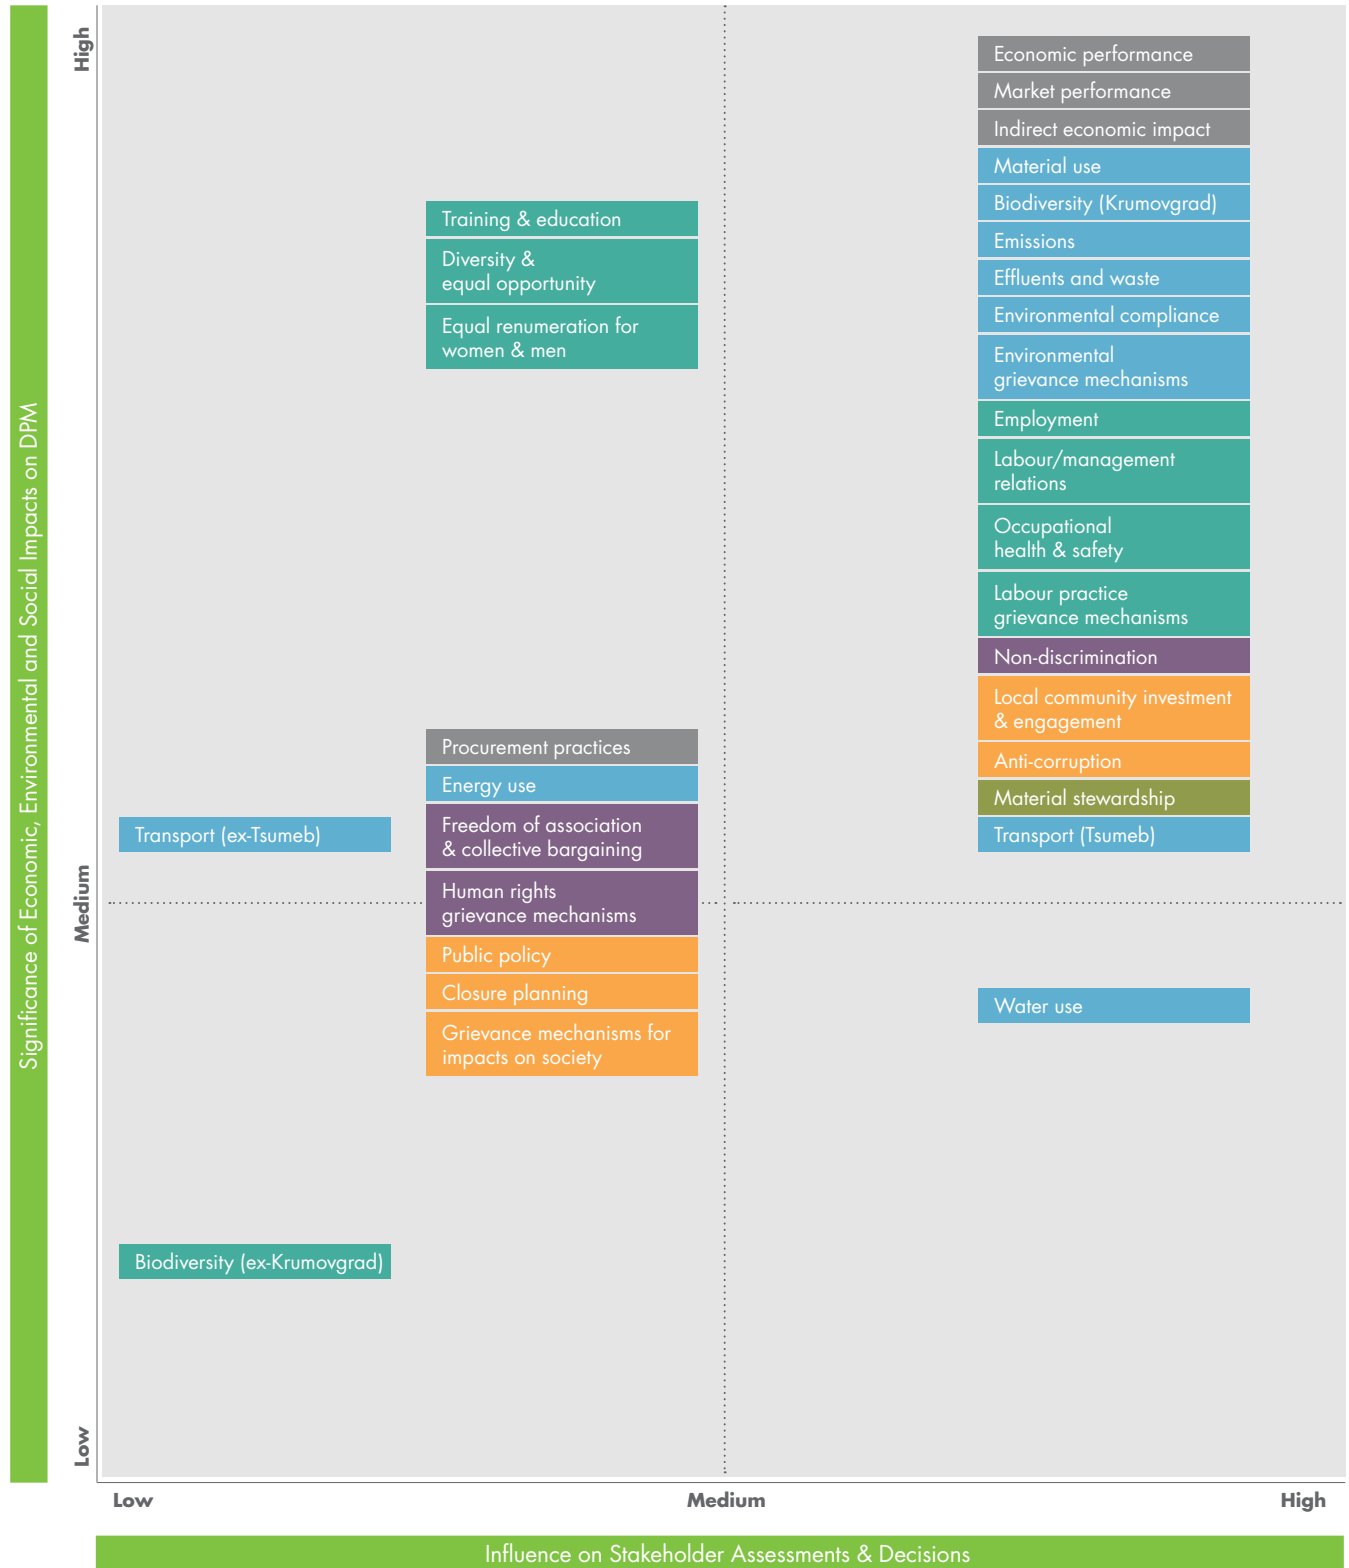 Significance of Economic, Environmental and Social Impacts on DPM
High
Medium
Low
Training & education
Diversity &
equal opportunity
Equal renumeration for
women & men
Transport (ex-Tsumeb)
Procurement practices
Energy use
Freedom of association
& collective bargaining
Human rights
grievance mechanisms
Public policy
Closure planning
Grievance mechanisms for
impacts on society
Biodiversity (ex-Krumovgrad)
Economic performance
Market performance
Indirect economic impact
Material use
Biodiversity (Krumovgrad)
Emissions
Effluents and waste
Environmental compliance
Environmental
grievance mechanisms
Employment
Labour/management
relations
Occupational
health & safety
Labour practice
grievance mechanisms
Non-discrimination
Local community investment
& engagement
Anti-corruption
Material stewardship
Transport (Tsumeb)
Water use
Low
Medium
High
Influence on Stakeholder Assessments & Decisions